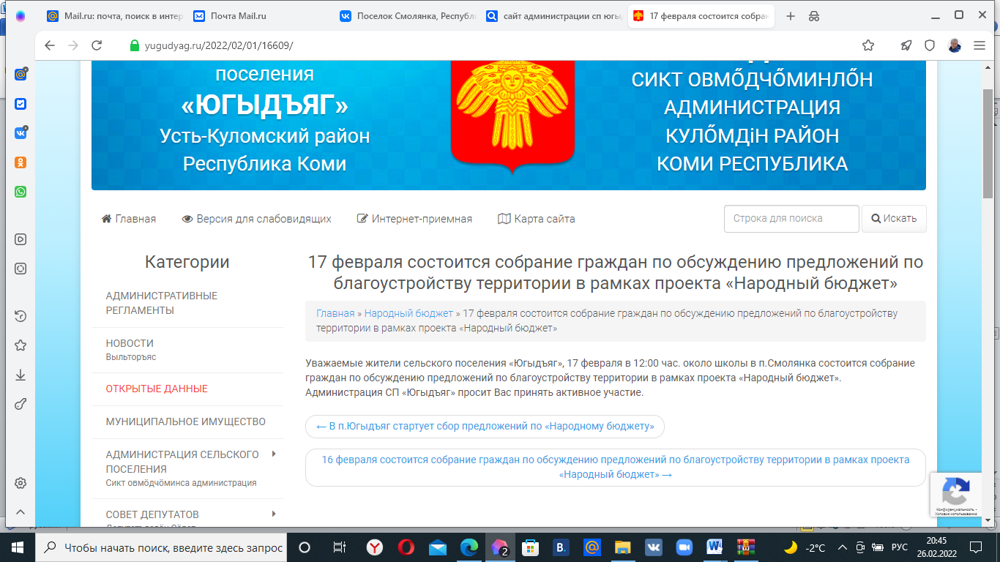 Mail.ru: почта, поиск в интер
Почта Mail.ru
Поселок Смолянка, Республ
сайт администрации сп югы
17 февраля состоится собран
yugudyag.ru/2022/02/01/16609/
поселения
«ЮГЫДЪЯГ»
Усть-Куломский район
Республика Коми
СИКТ ОВМӦДЧӦМИНЛӦН
АДМИНИСТРАЦИЯ
КУЛӦМДіН РАЙОН
КОМИ РЕСПУБЛИКА
Главная
Версия для слабовидящих
Интернет-приемная
Карта сайта
Строка для поиска
Искать
Категории
АДМИНИСТРАТИВНЫЕ
РЕГЛАМЕНТЫ
НОВОСТИ
Выльторъяс
ОТКРЫТЫЕ ДАННЫЕ
МУНИЦИПАЛЬНОЕ ИМУЩЕСТВО
АДМИНИСТРАЦИЯ СЕЛЬСКОГО
ПОСЕЛЕНИЯ
Сикт овмӧдчӧминса администрация
СОВЕТ ДЕПУТАТОВ
17 февраля состоится собрание граждан по обсуждению предложений по
благоустройству территории в рамках проекта «Народный бюджет»
Главная » Народный бюджет » 17 февраля состоится собрание граждан по обсуждению предложений по благоустройству
территории в рамках проекта «Народный бюджет»
Уважаемые жители сельского поселения «Югыдъяг», 17 февраля в 12:00 час. около школы в п.Смолянка состоится собрание
граждан по обсуждению предложений по благоустройству территории в рамках проекта «Народный бюджет».
Администрация СП «Югыдъяг» просит Вас принять активное участие.
← В п.Югыдъяг стартует сбор предложений по «Народному бюджету»
16 февраля состоится собрание граждан по обсуждению предложений по благоустройству территории в рамках проекта
«Народный бюджет» →
Конфиденциальность -
Условия использования
Чтобы начать поиск, введите здесь запрос
2
-2°C
РУС
20:45
26.02.2022